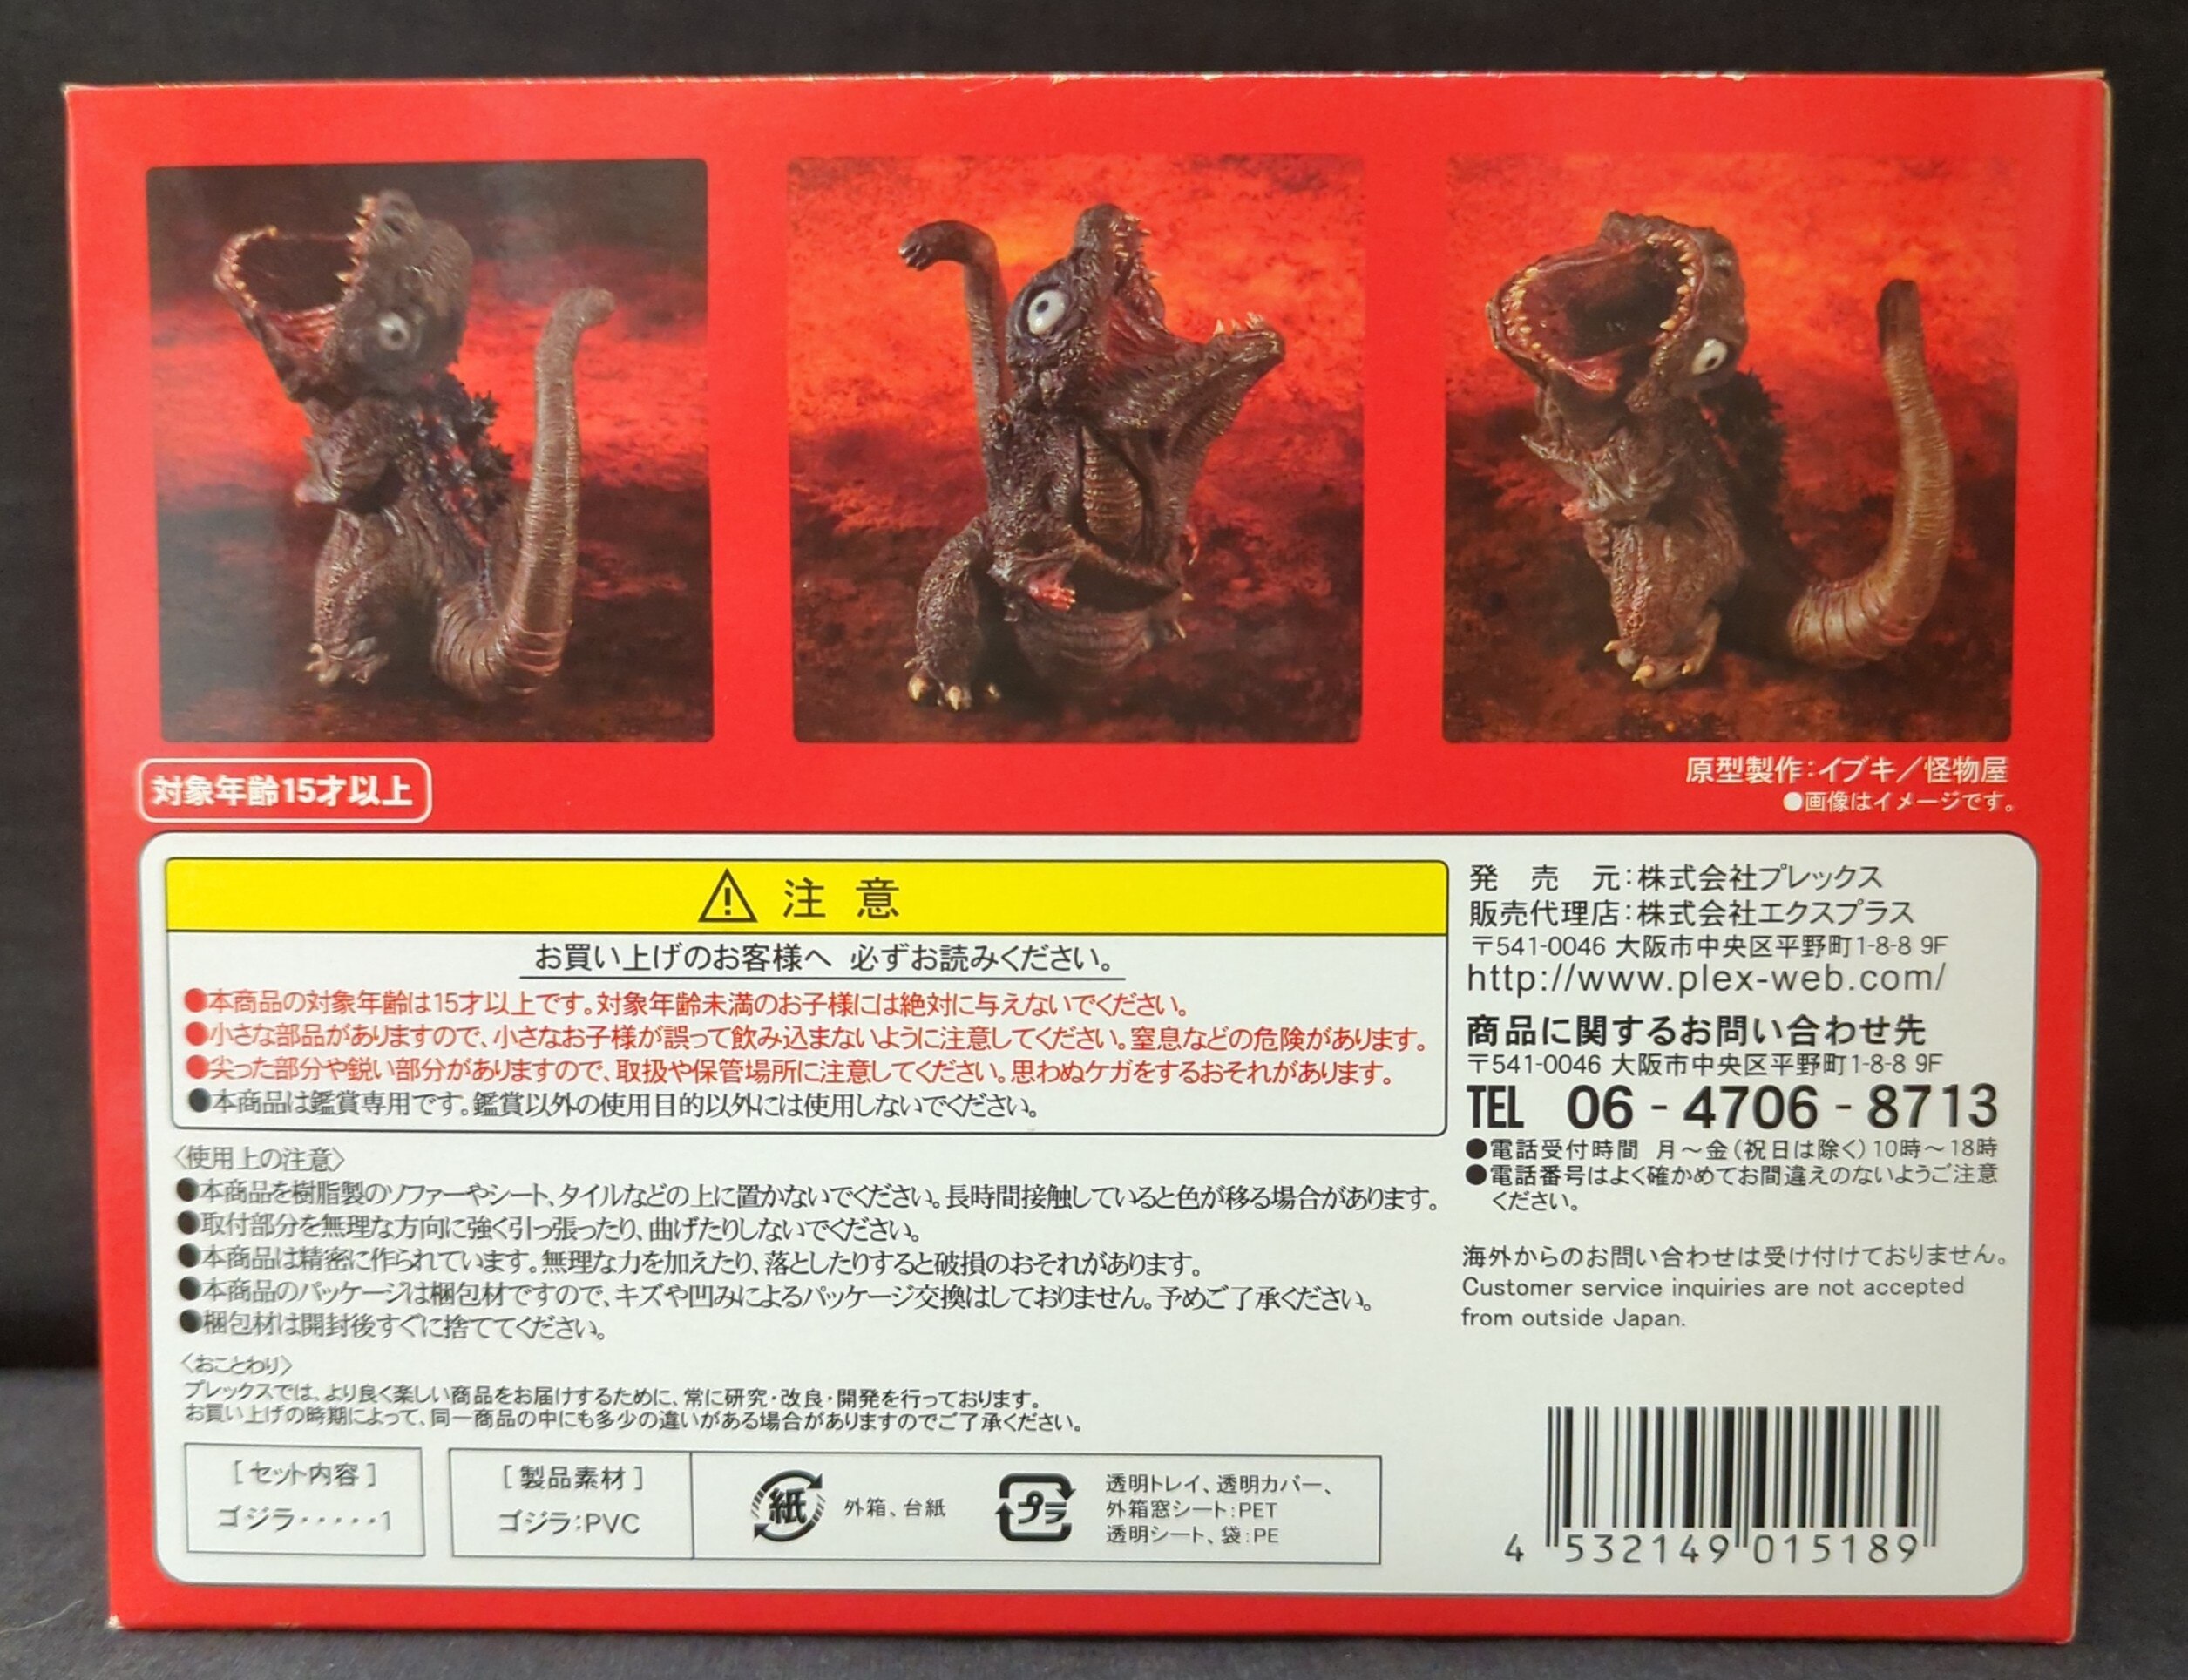 対象年齢15才以上
原型製作：イブキ／怪物屋
●画像はイメージです。
注意
お買い上げのお客様へ 必ずお読みください。
●本商品の対象年齢は15才以上です。対象年齢未満のお子様には絶対に与えないでください。
●小さな部品がありますので、小さなお子様が誤って飲み込まないように注意してください。窒息などの危険があります。
●尖った部分や鋭い部分がありますので、取扱や保管場所に注意してください。思わぬケガをするおそれがあります。
●本商品は鑑賞専用です。鑑賞以外の使用目的以外には使用しないでください。
〈使用上の注意〉
●本商品を樹脂製のソファーやシート、タイルなどの上に置かないでください。長時間接触していると色が移る場合があります。
●取付部分を無理な方向に強く引っ張ったり、曲げたりしないでください。
●本商品は精密に作られています。無理な力を加えたり、落としたりすると破損のおそれがあります。
●本商品のパッケージは梱包材ですので、キズや凹みによるパッケージ交換はしておりません。予めご了承ください。
●梱包材は開封後すぐに捨ててください。
〈おことわり〉
プレックスでは、より良く楽しい商品をお届けするために、常に研究・改良・開発を行っております。
お買い上げの時期によって、同一商品の中にも多少の違いがある場合がありますのでご了承ください。
［セット内容］
ゴジラ・・・・・1
［製品素材］
ゴジラ：PVC
紙
外箱、台紙
プラ
透明トレイ、透明カバー、
外箱窓シート：PET
透明シート、袋：PE
発売元：株式会社プレックス
販売代理店：株式会社エクスプラス
〒541-0046 大阪市中央区平野町1-8-8 9F
http://www.plex-web.com/
商品に関するお問い合わせ先
〒541-0046 大阪市中央区平野町1-8-8 9F
TEL 06-4706-8713
●電話受付時間 月～金（祝日は除く）10時～18時
●電話番号はよく確かめてお間違えのないようご注意
ください。
海外からのお問い合わせは受け付けておりません。
Customer service inquiries are not accepted
from outside Japan.
4 532149 015189